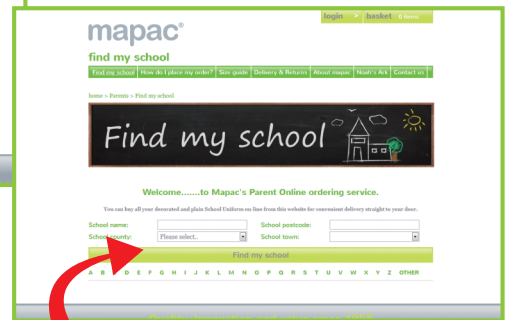 login > basket 0 items
mapac®
find my school
Find my school How do I place my order? Size guide Delivery & Returns About mapac Noah's Ark Contact us
home > Parents > Find my school
Find my school
Welcome.......to Mapac's Parent Online ordering service.
You can buy all your decorated and plain School Uniform on-line from this website for convenient delivery straight to your door.
School name: School postcode:
School county: Please select.. School town:
Find my school
A B C D E F G H I J K L M N O P Q R S T U V W X Y Z OTHER